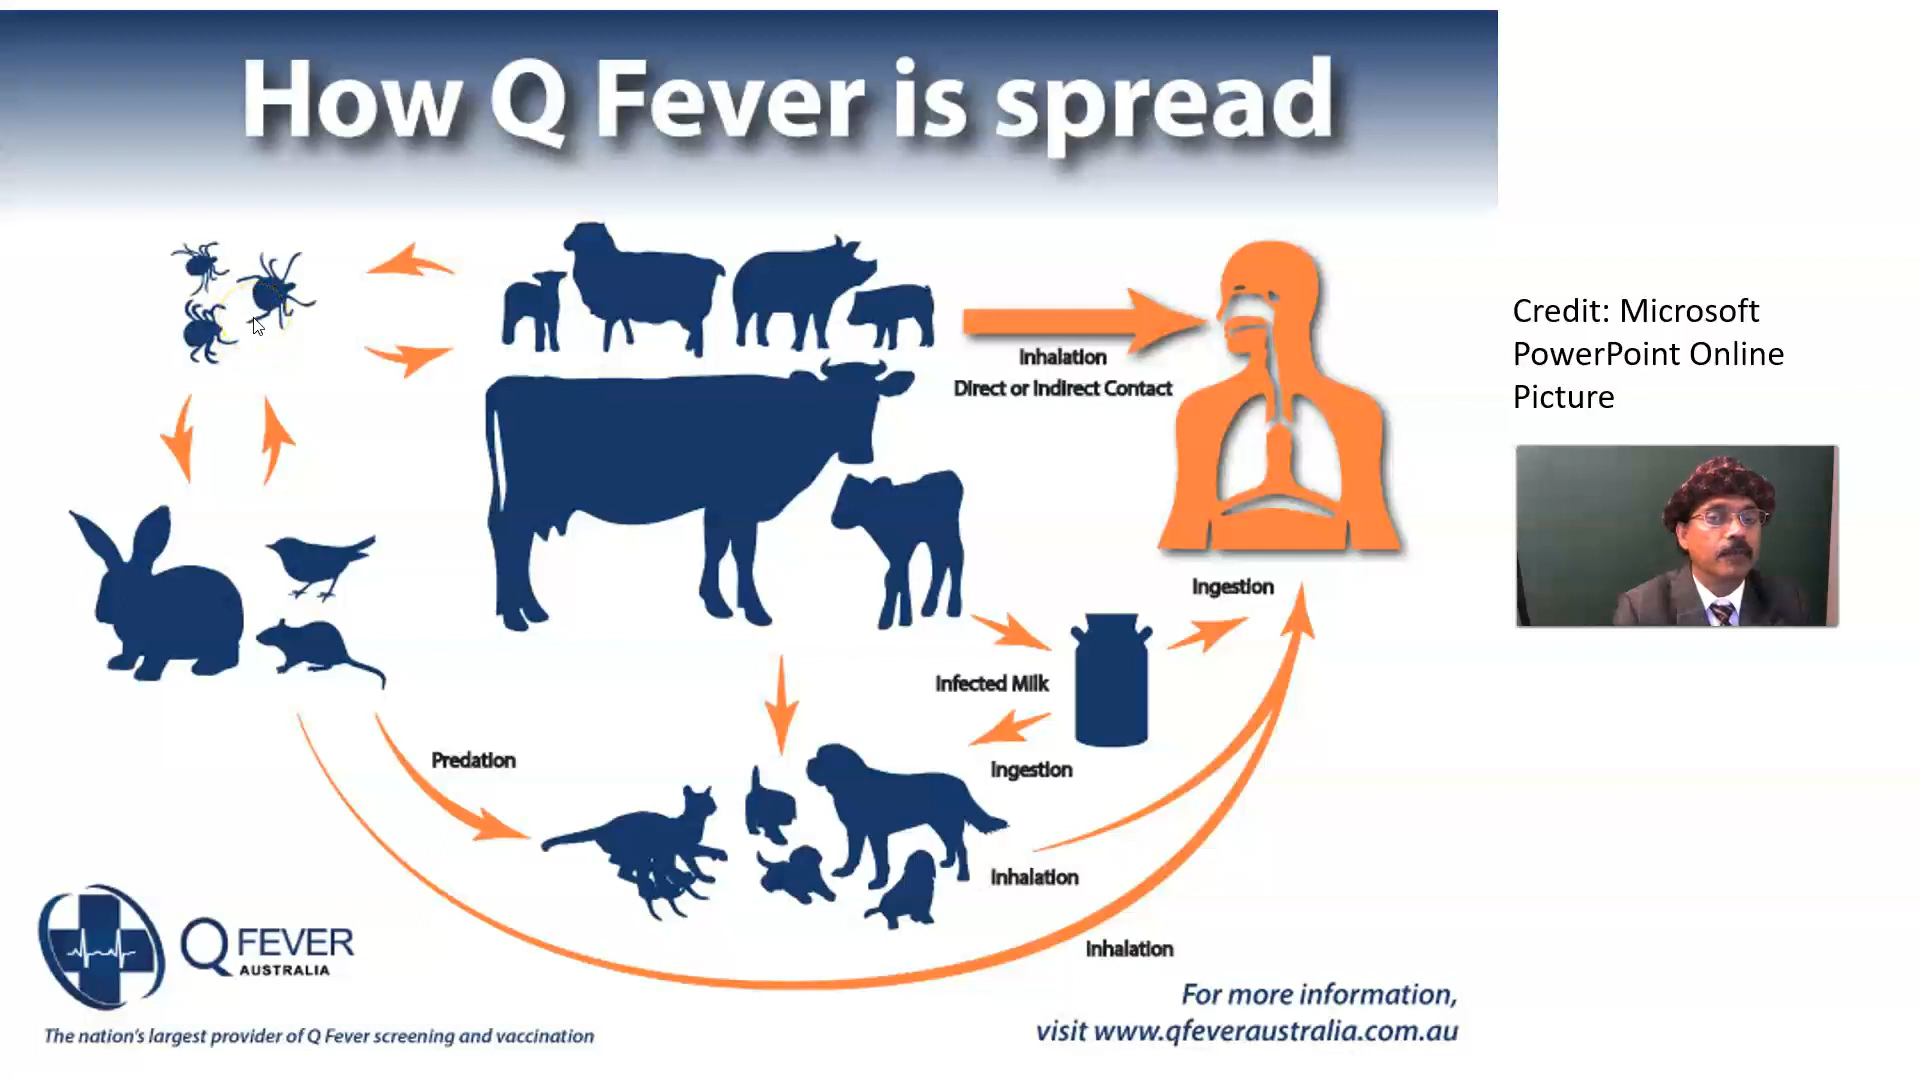 How Q Fever is spread
Inhalation
Direct or Indirect Contact
Credit: Microsoft
PowerPoint Online
Picture
Ingestion
Infected Milk
Ingestion
Predation
Inhalation
Inhalation
Q FEVER
AUSTRALIA
The nation's largest provider of Q Fever screening and vaccination
For more information,
visit www.qfeveraustralia.com.au